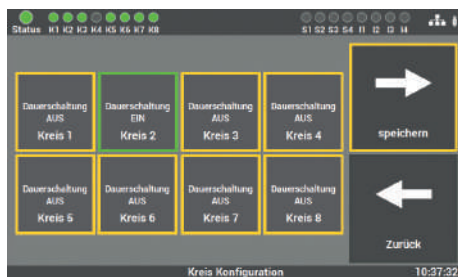 Status K1 K2 K3 K4 K5 K6 K7 K8 S1 S2 S3 S4 I1 I2 I3 I4
Dauerschaltung
AUS
Kreis 1
Dauerschaltung
EIN
Kreis 2
Dauerschaltung
AUS
Kreis 3
Dauerschaltung
AUS
Kreis 4
speichern
Dauerschaltung
AUS
Kreis 5
Dauerschaltung
AUS
Kreis 6
Dauerschaltung
AUS
Kreis 7
Dauerschaltung
AUS
Kreis 8
Zurück
Kreis Konfiguration 10:37:32